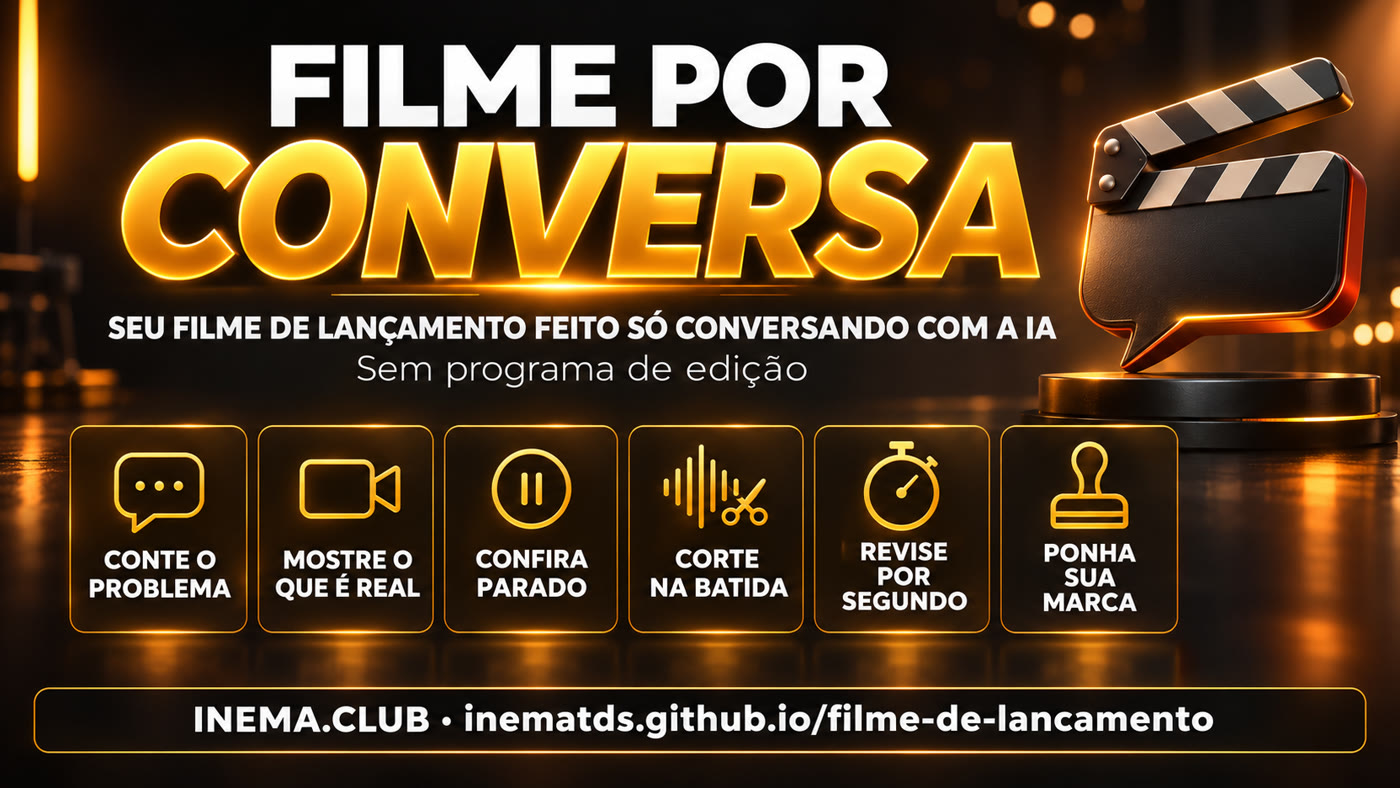 FILME POR
CONVERSA
SEU FILME DE LANÇAMENTO FEITO SÓ CONVERSANDO COM A IA
Sem programa de edição
CONTE O
PROBLEMA
MOSTRE O
QUE É REAL
CONFIRA
PARADO
CORTE
NA BATIDA
REVISE
POR
SEGUNDO
PONHA
SUA
MARCA
INEMA.CLUB • inematds.github.io/filme-de-lancamento